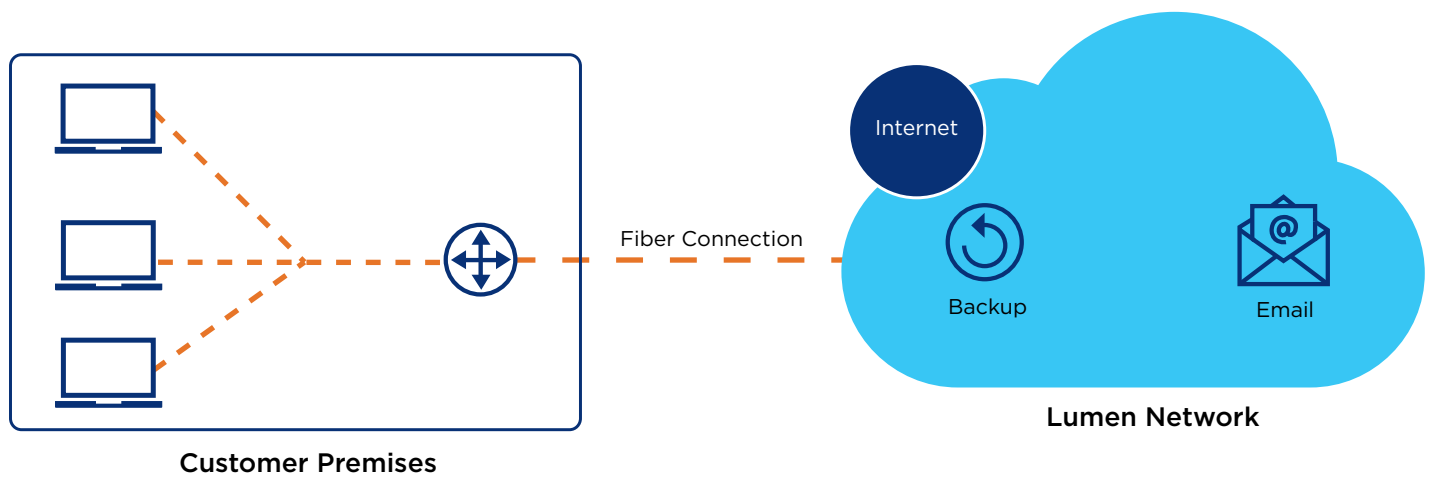 Internet
Fiber Connection
Backup
Email
@
Lumen Network
Customer Premises